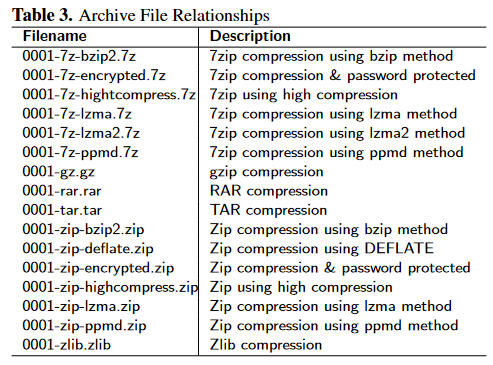 Table 3. Archive File Relationships
Filename Description
0001-7z-bzip2.7z 7zip compression using bzip method
0001-7z-encrypted.7z 7zip compression & password protected
0001-7z-hightcompress.7z 7zip using high compression
0001-7z-lzma.7z 7zip compression using lzma method
0001-7z-lzma2.7z 7zip compression using lzma2 method
0001-7z-ppmd.7z 7zip compression using ppmd method
0001-gz.gz gzip compression
0001-rar.rar RAR compression
0001-tar.tar TAR compression
0001-zip-bzip2.zip Zip compression using bzip method
0001-zip-deflate.zip Zip compression using DEFLATE
0001-zip-encrypted.zip Zip compression & password protected
0001-zip-highcompress.zip Zip using high compression
0001-zip-lzma.zip Zip compression using lzma method
0001-zip-ppmd.zip Zip compression using ppmd method
0001-zlib.zlib Zlib compression